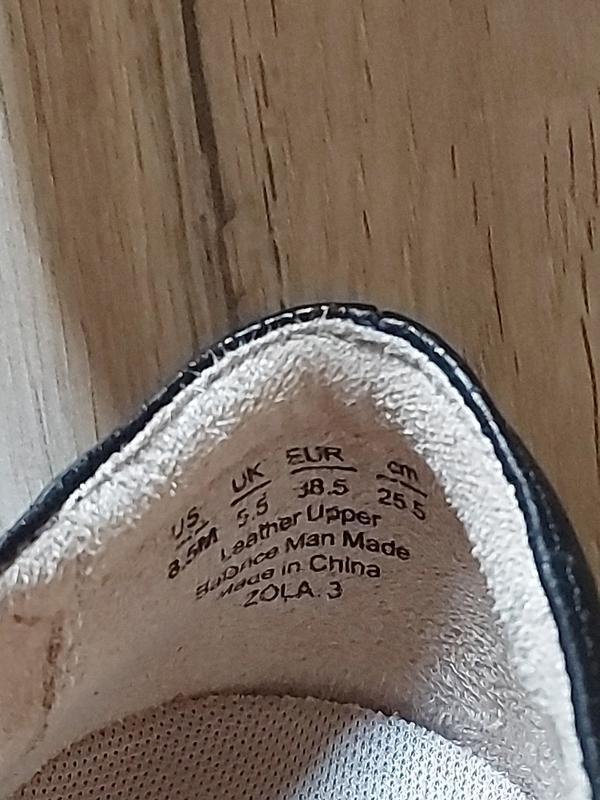 US UK EUR cm
8.5M 5.5 38.5 25.5
Leather Upper
Balance Man Made
Made in China
ZOLA. 3